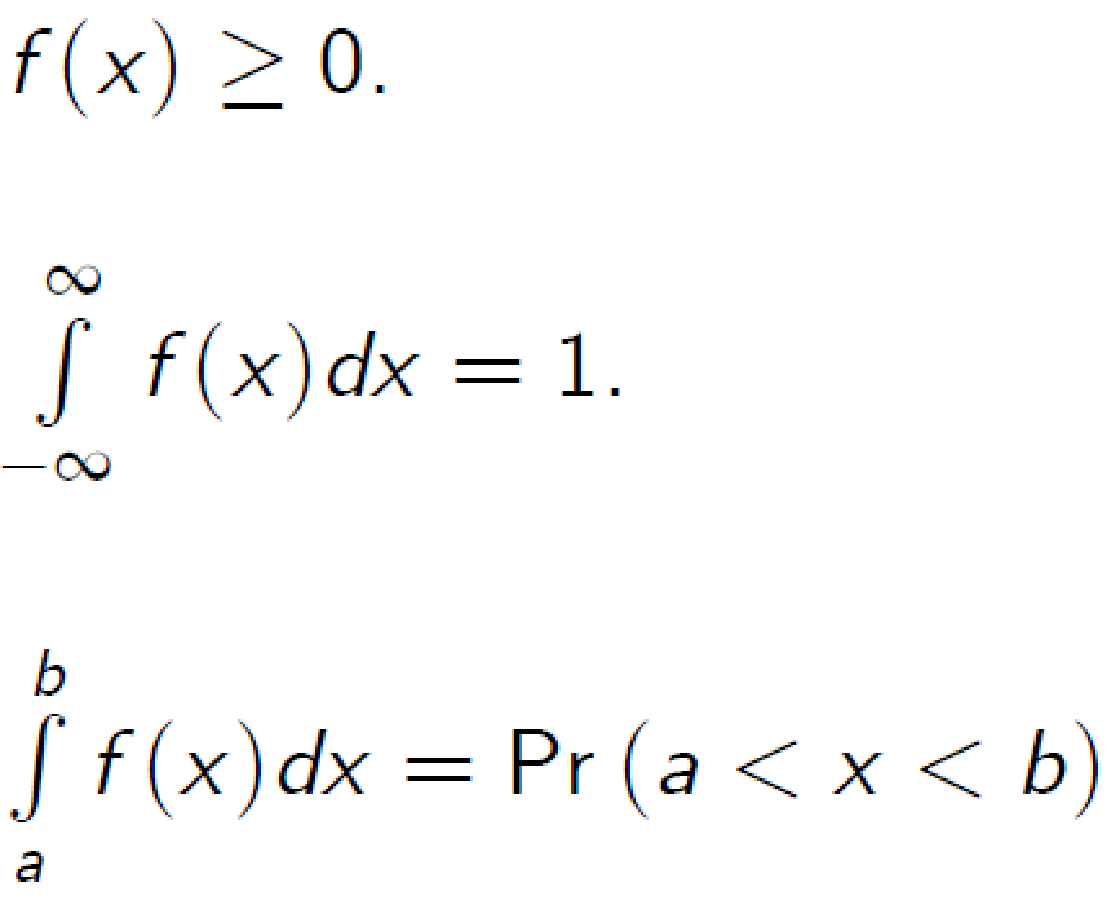 f(x) ≥ 0.
∫_{-∞}^{∞} f(x)dx = 1.
∫_{a}^{b} f(x)dx = Pr (a < x < b)